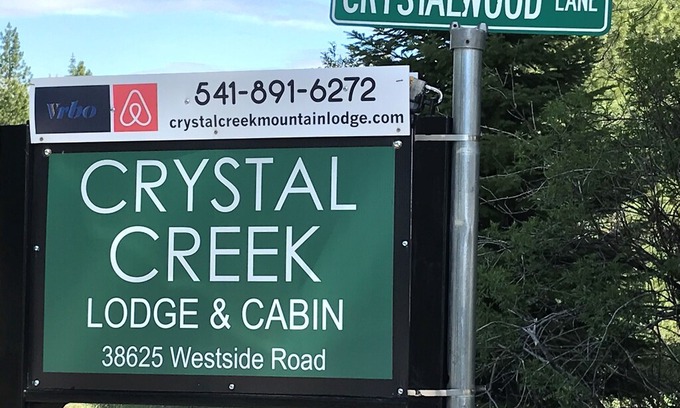 CRYSTALWOOD LANE
Vrbo
541-891-6272
crystalcreekmountainlodge.com
CRYSTAL
CREEK
LODGE & CABIN
38625 Westside Road